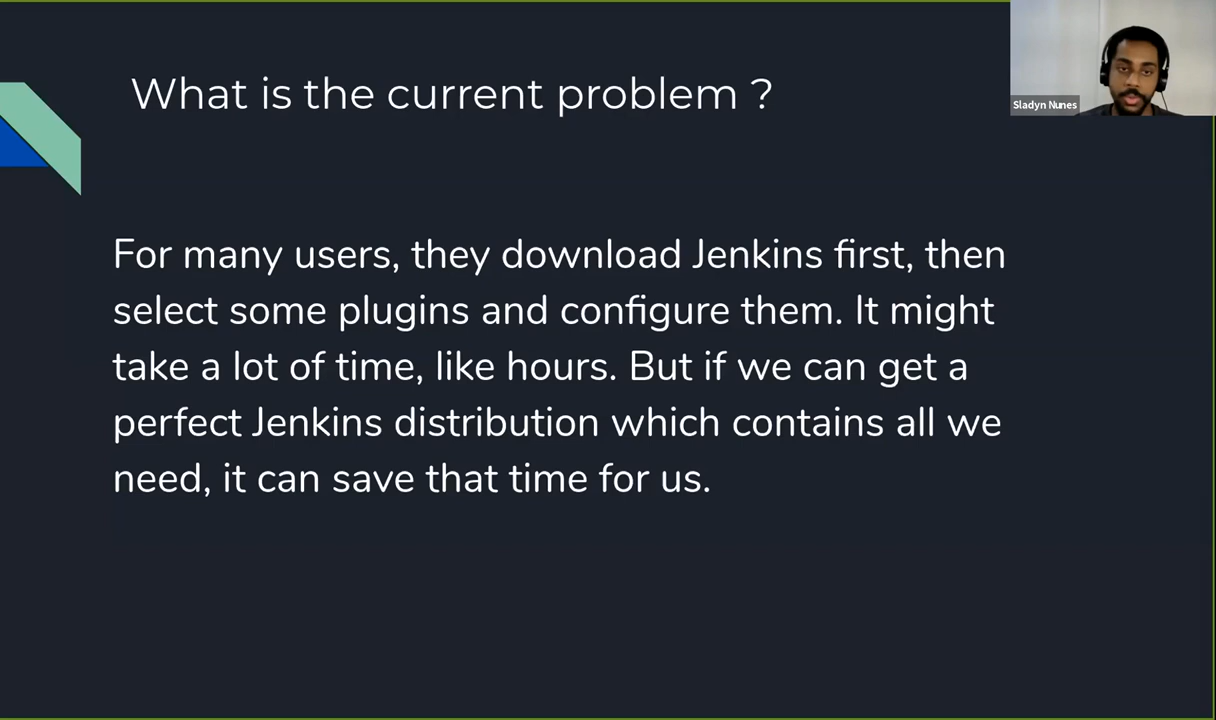 What is the current problem ?
Sladyn Nunes
For many users, they download Jenkins first, then
select some plugins and configure them. It might
take a lot of time, like hours. But if we can get a
perfect Jenkins distribution which contains all we
need, it can save that time for us.